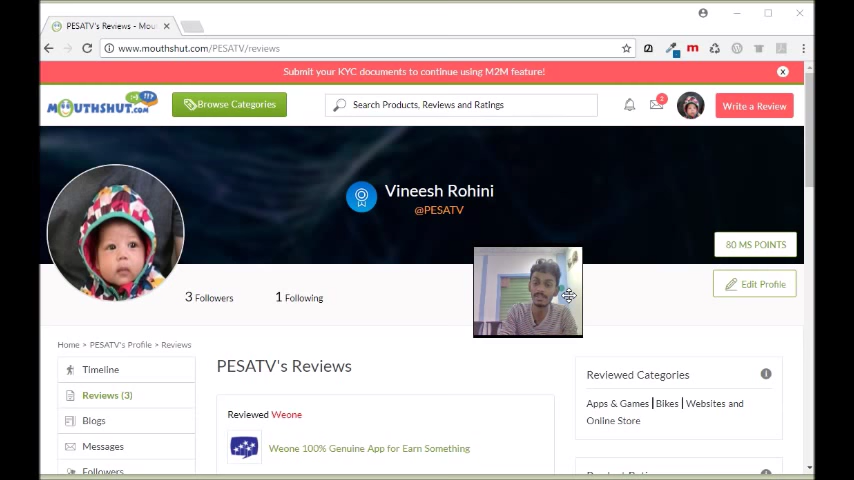 PESATV's Reviews - Mou
www.mouthshut.com/PESATV/reviews
Submit your KYC documents to continue using M2M feature!
MOUTHSHUT.COM
Browse Categories
Search Products, Reviews and Ratings
2
Write a Review
Vineesh Rohini
@PESATV
80 MS POINTS
Edit Profile
3 Followers
1 Following
Home > PESATV's Profile > Reviews
Timeline
Reviews (3)
Blogs
Messages
Followers
PESATV's Reviews
Reviewed Weone
Weone 100% Genuine App for Earn Something
Reviewed Categories
Apps & Games | Bikes | Websites and
Online Store